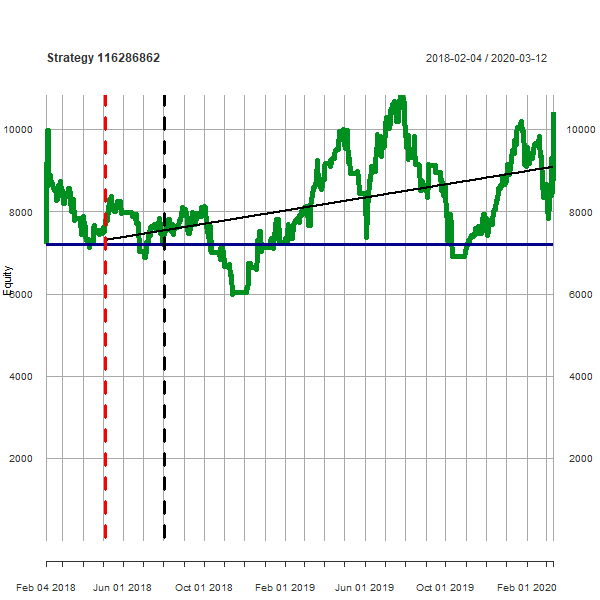 Strategy 116286862
2018-02-04 / 2020-03-12
10000
10000
8000
8000
Equity
6000
6000
4000
4000
2000
2000
Feb 04 2018
Jun 01 2018
Oct 01 2018
Feb 01 2019
Jun 01 2019
Oct 01 2019
Feb 01 2020